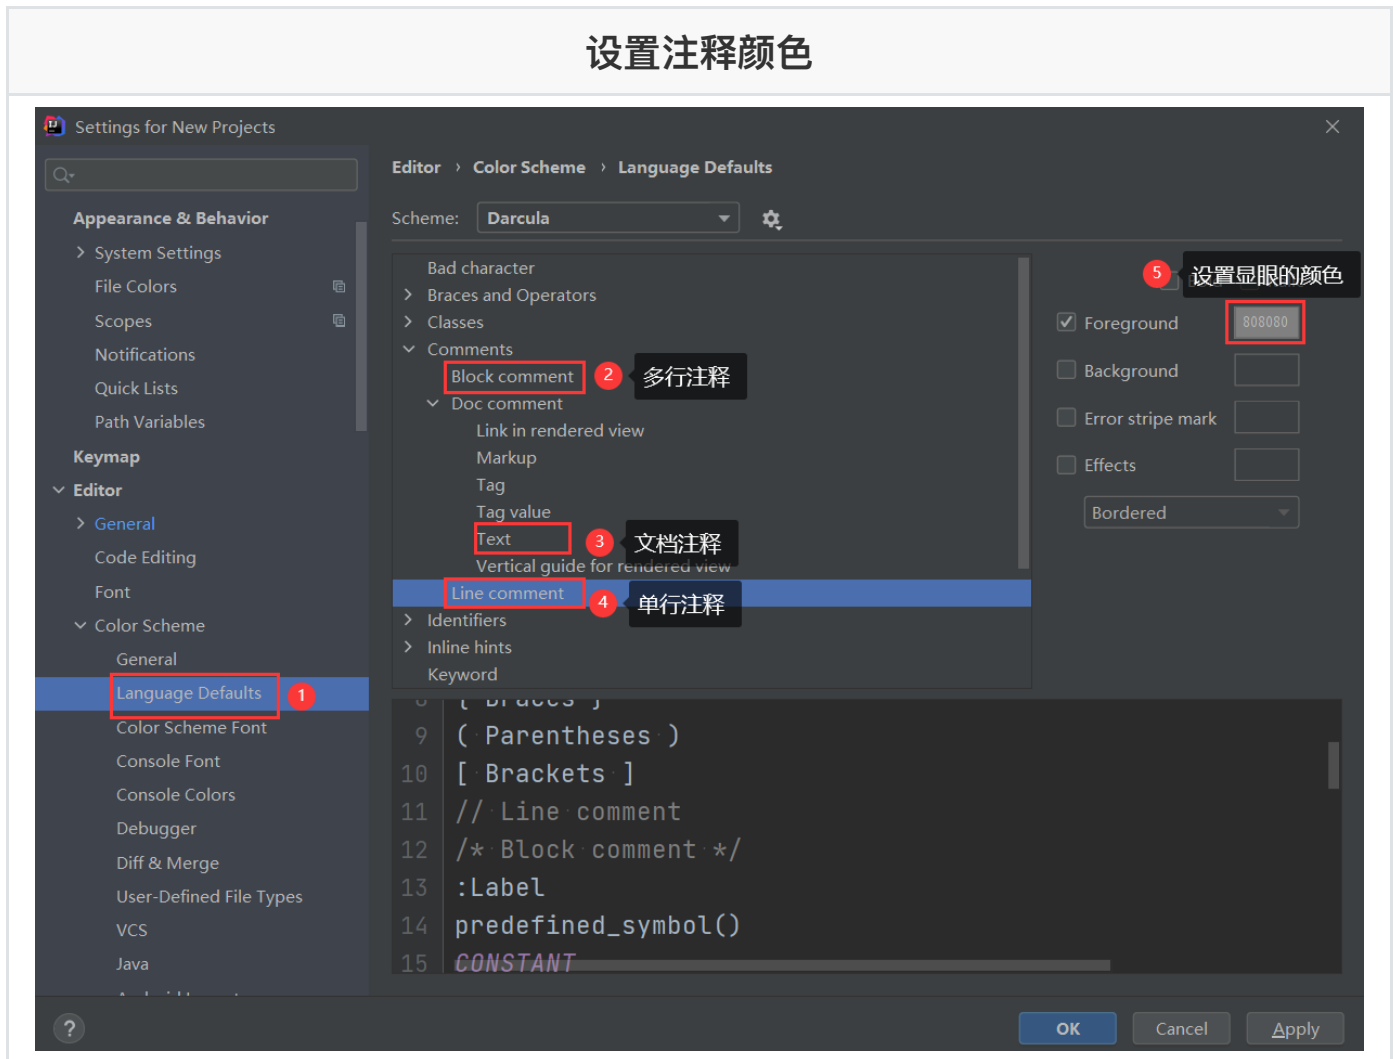 设置注释颜色
Settings for New Projects
Appearance & Behavior
System Settings
File Colors
Scopes
Notifications
Quick Lists
Path Variables
Keymap
Editor
General
Code Editing
Font
Color Scheme
General
Language Defaults
1
Color Scheme Font
Console Font
Console Colors
Debugger
Diff & Merge
User-Defined File Types
VCS
Java
Editor › Color Scheme › Language Defaults
Scheme: Darcula
Bad character
Braces and Operators
Classes
Comments
Block comment 2 多行注释
Doc comment
Link in rendered view
Markup
Tag
Tag value
Text 3 文档注释
Vertical guide for rendered view
Line comment 4 单行注释
Identifiers
Inline hints
Keyword
5 设置显眼的颜色
Foreground 808080
Background
Error stripe mark
Effects
Bordered
8 { Braces }
9 ( Parentheses )
10 [ Brackets ]
11 // Line comment
12 /* Block comment */
13 :Label
14 predefined_symbol()
15 CONSTANT
?
OK
Cancel
Apply